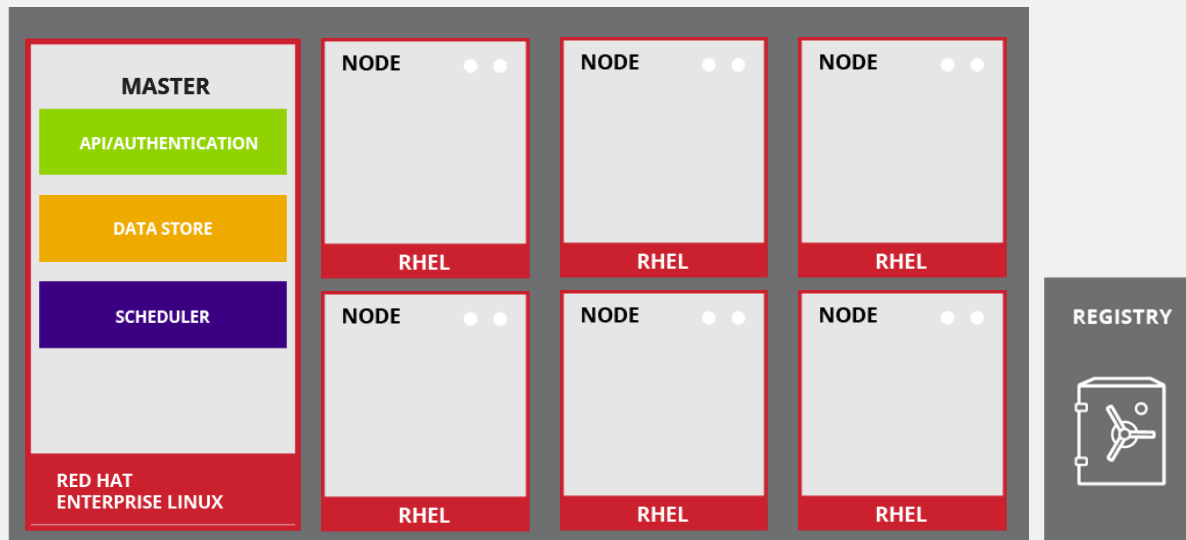 MASTER
API/AUTHENTICATION
DATA STORE
SCHEDULER
RED HAT
ENTERPRISE LINUX
NODE
RHEL
NODE
RHEL
NODE
RHEL
NODE
RHEL
NODE
RHEL
NODE
RHEL
REGISTRY